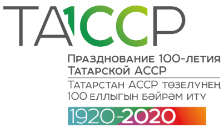 ТАССР
Празднование 100-летия
Татарской АССР
Татарстан АССР төзелүнең
100 еллыгын бәйрәм итү
1920-2020